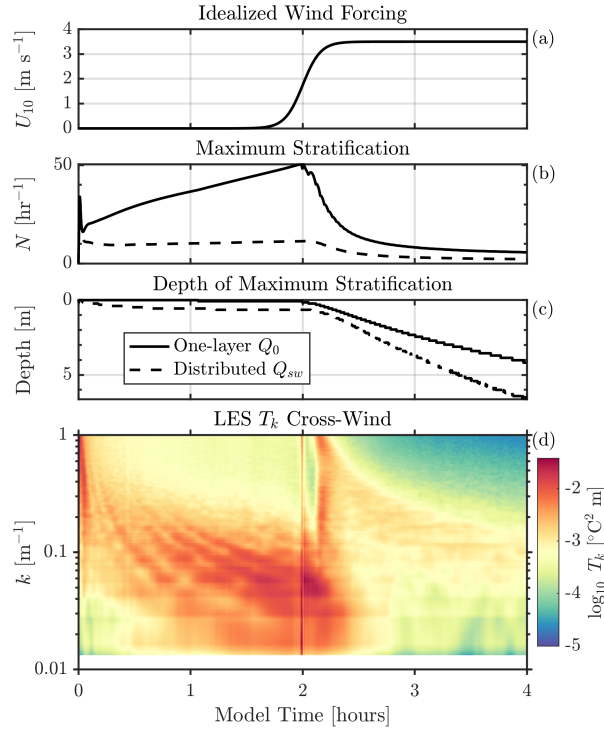 Idealized Wind Forcing
4
3
2
1
0
U₁₀ [m s⁻¹]
(a)
Maximum Stratification
50
0
N [hr⁻¹]
(b)
Depth of Maximum Stratification
0
5
Depth [m]
(c)
One-layer Q₀
Distributed Qₛw
LES Tₖ Cross-Wind
1
0.1
0.01
k [m⁻¹]
(d)
-2
-3
-4
-5
log₁₀ Tₖ [°C² m]
0 1 2 3 4
Model Time [hours]